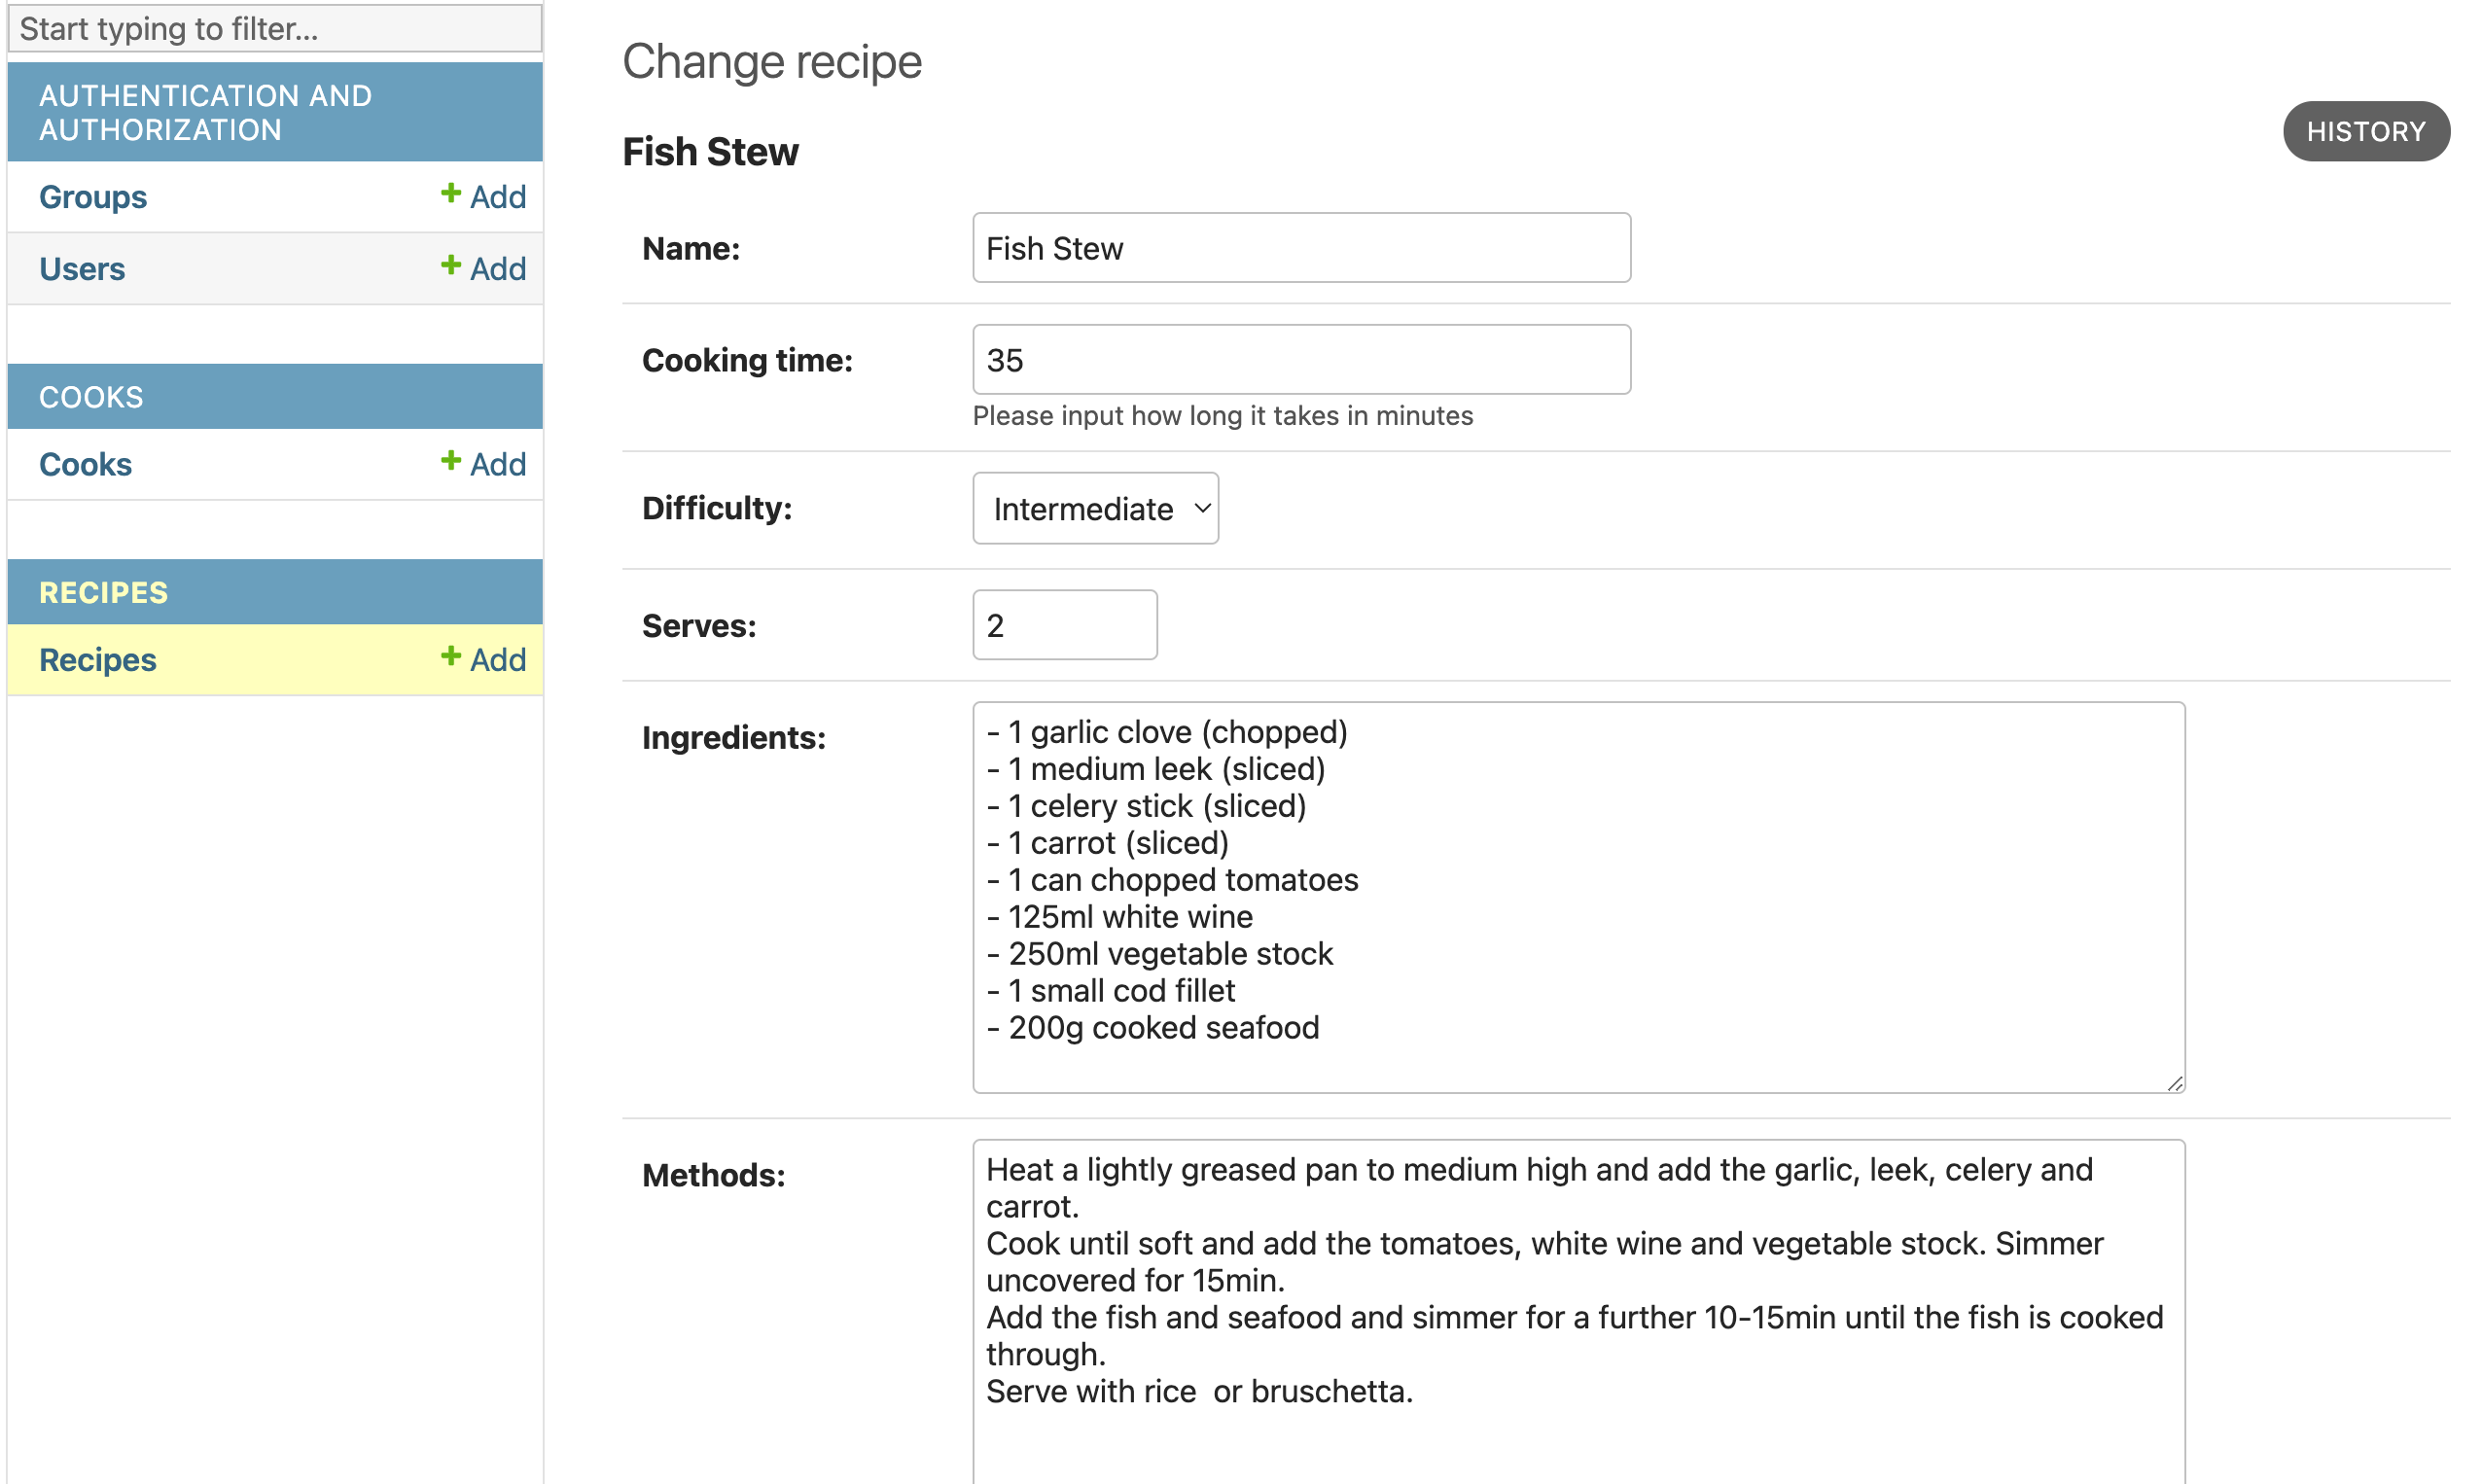 Start typing to filter...
AUTHENTICATION AND
AUTHORIZATION
Groups + Add
Users + Add
COOKS
Cooks + Add
RECIPES
Recipes + Add
Change recipe
HISTORY
Fish Stew
Name: Fish Stew
Cooking time: 35
Please input how long it takes in minutes
Difficulty: Intermediate
Serves: 2
Ingredients:
- 1 garlic clove (chopped)
- 1 medium leek (sliced)
- 1 celery stick (sliced)
- 1 carrot (sliced)
- 1 can chopped tomatoes
- 125ml white wine
- 250ml vegetable stock
- 1 small cod fillet
- 200g cooked seafood
Methods:
Heat a lightly greased pan to medium high and add the garlic, leek, celery and
carrot.
Cook until soft and add the tomatoes, white wine and vegetable stock. Simmer
uncovered for 15min.
Add the fish and seafood and simmer for a further 10-15min until the fish is cooked
through.
Serve with rice  or bruschetta.